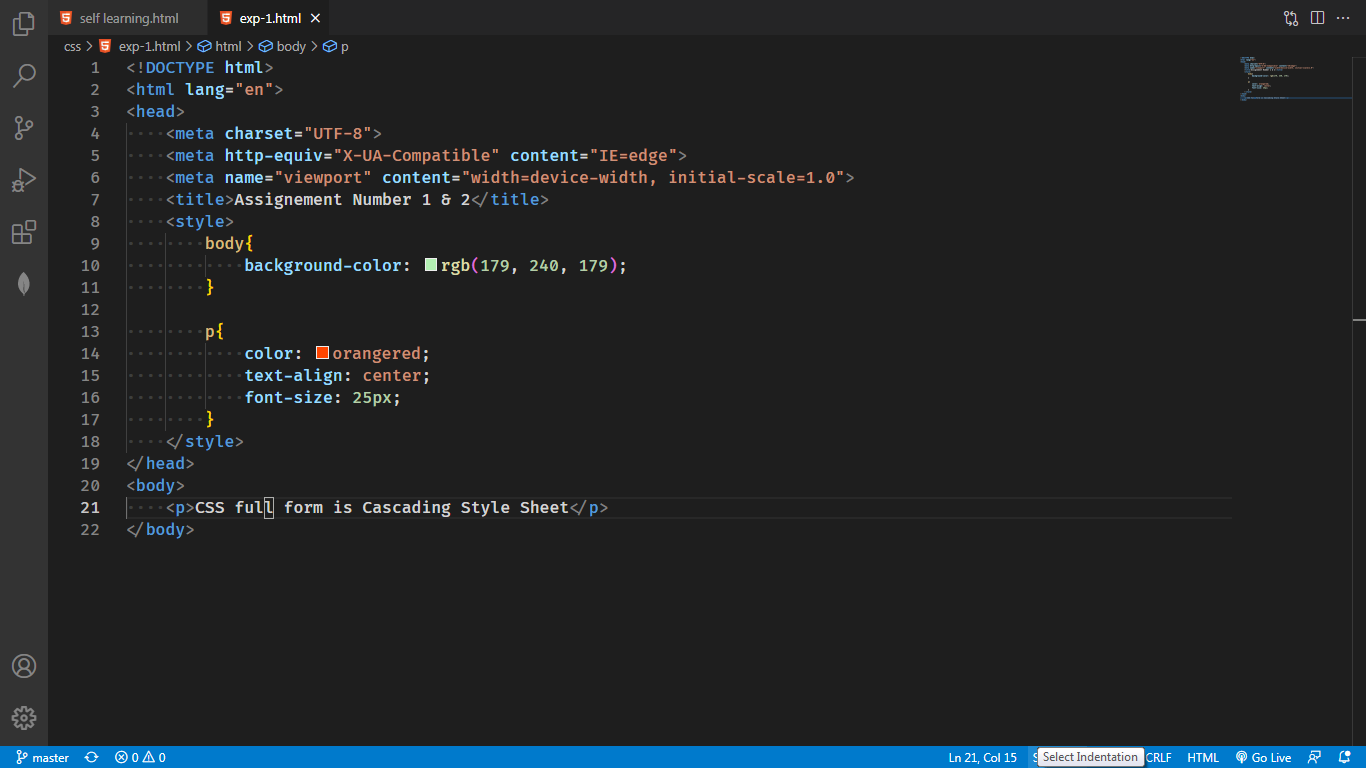 self learning.html
exp-1.html
css > exp-1.html > html > body > p
1 <!DOCTYPE html>
2 <html lang="en">
3 <head>
4 <meta charset="UTF-8">
5 <meta http-equiv="X-UA-Compatible" content="IE=edge">
6 <meta name="viewport" content="width=device-width, initial-scale=1.0">
7 <title>Assignement Number 1 & 2</title>
8 <style>
9 body{
10 background-color: rgb(179, 240, 179);
11 }
12
13 p{
14 color: orangered;
15 text-align: center;
16 font-size: 25px;
17 }
18 </style>
19 </head>
20 <body>
21 <p>CSS full form is Cascading Style Sheet</p>
22 </body>
master 0 0 Ln 21, Col 15 Select Indentation CRLF HTML Go Live